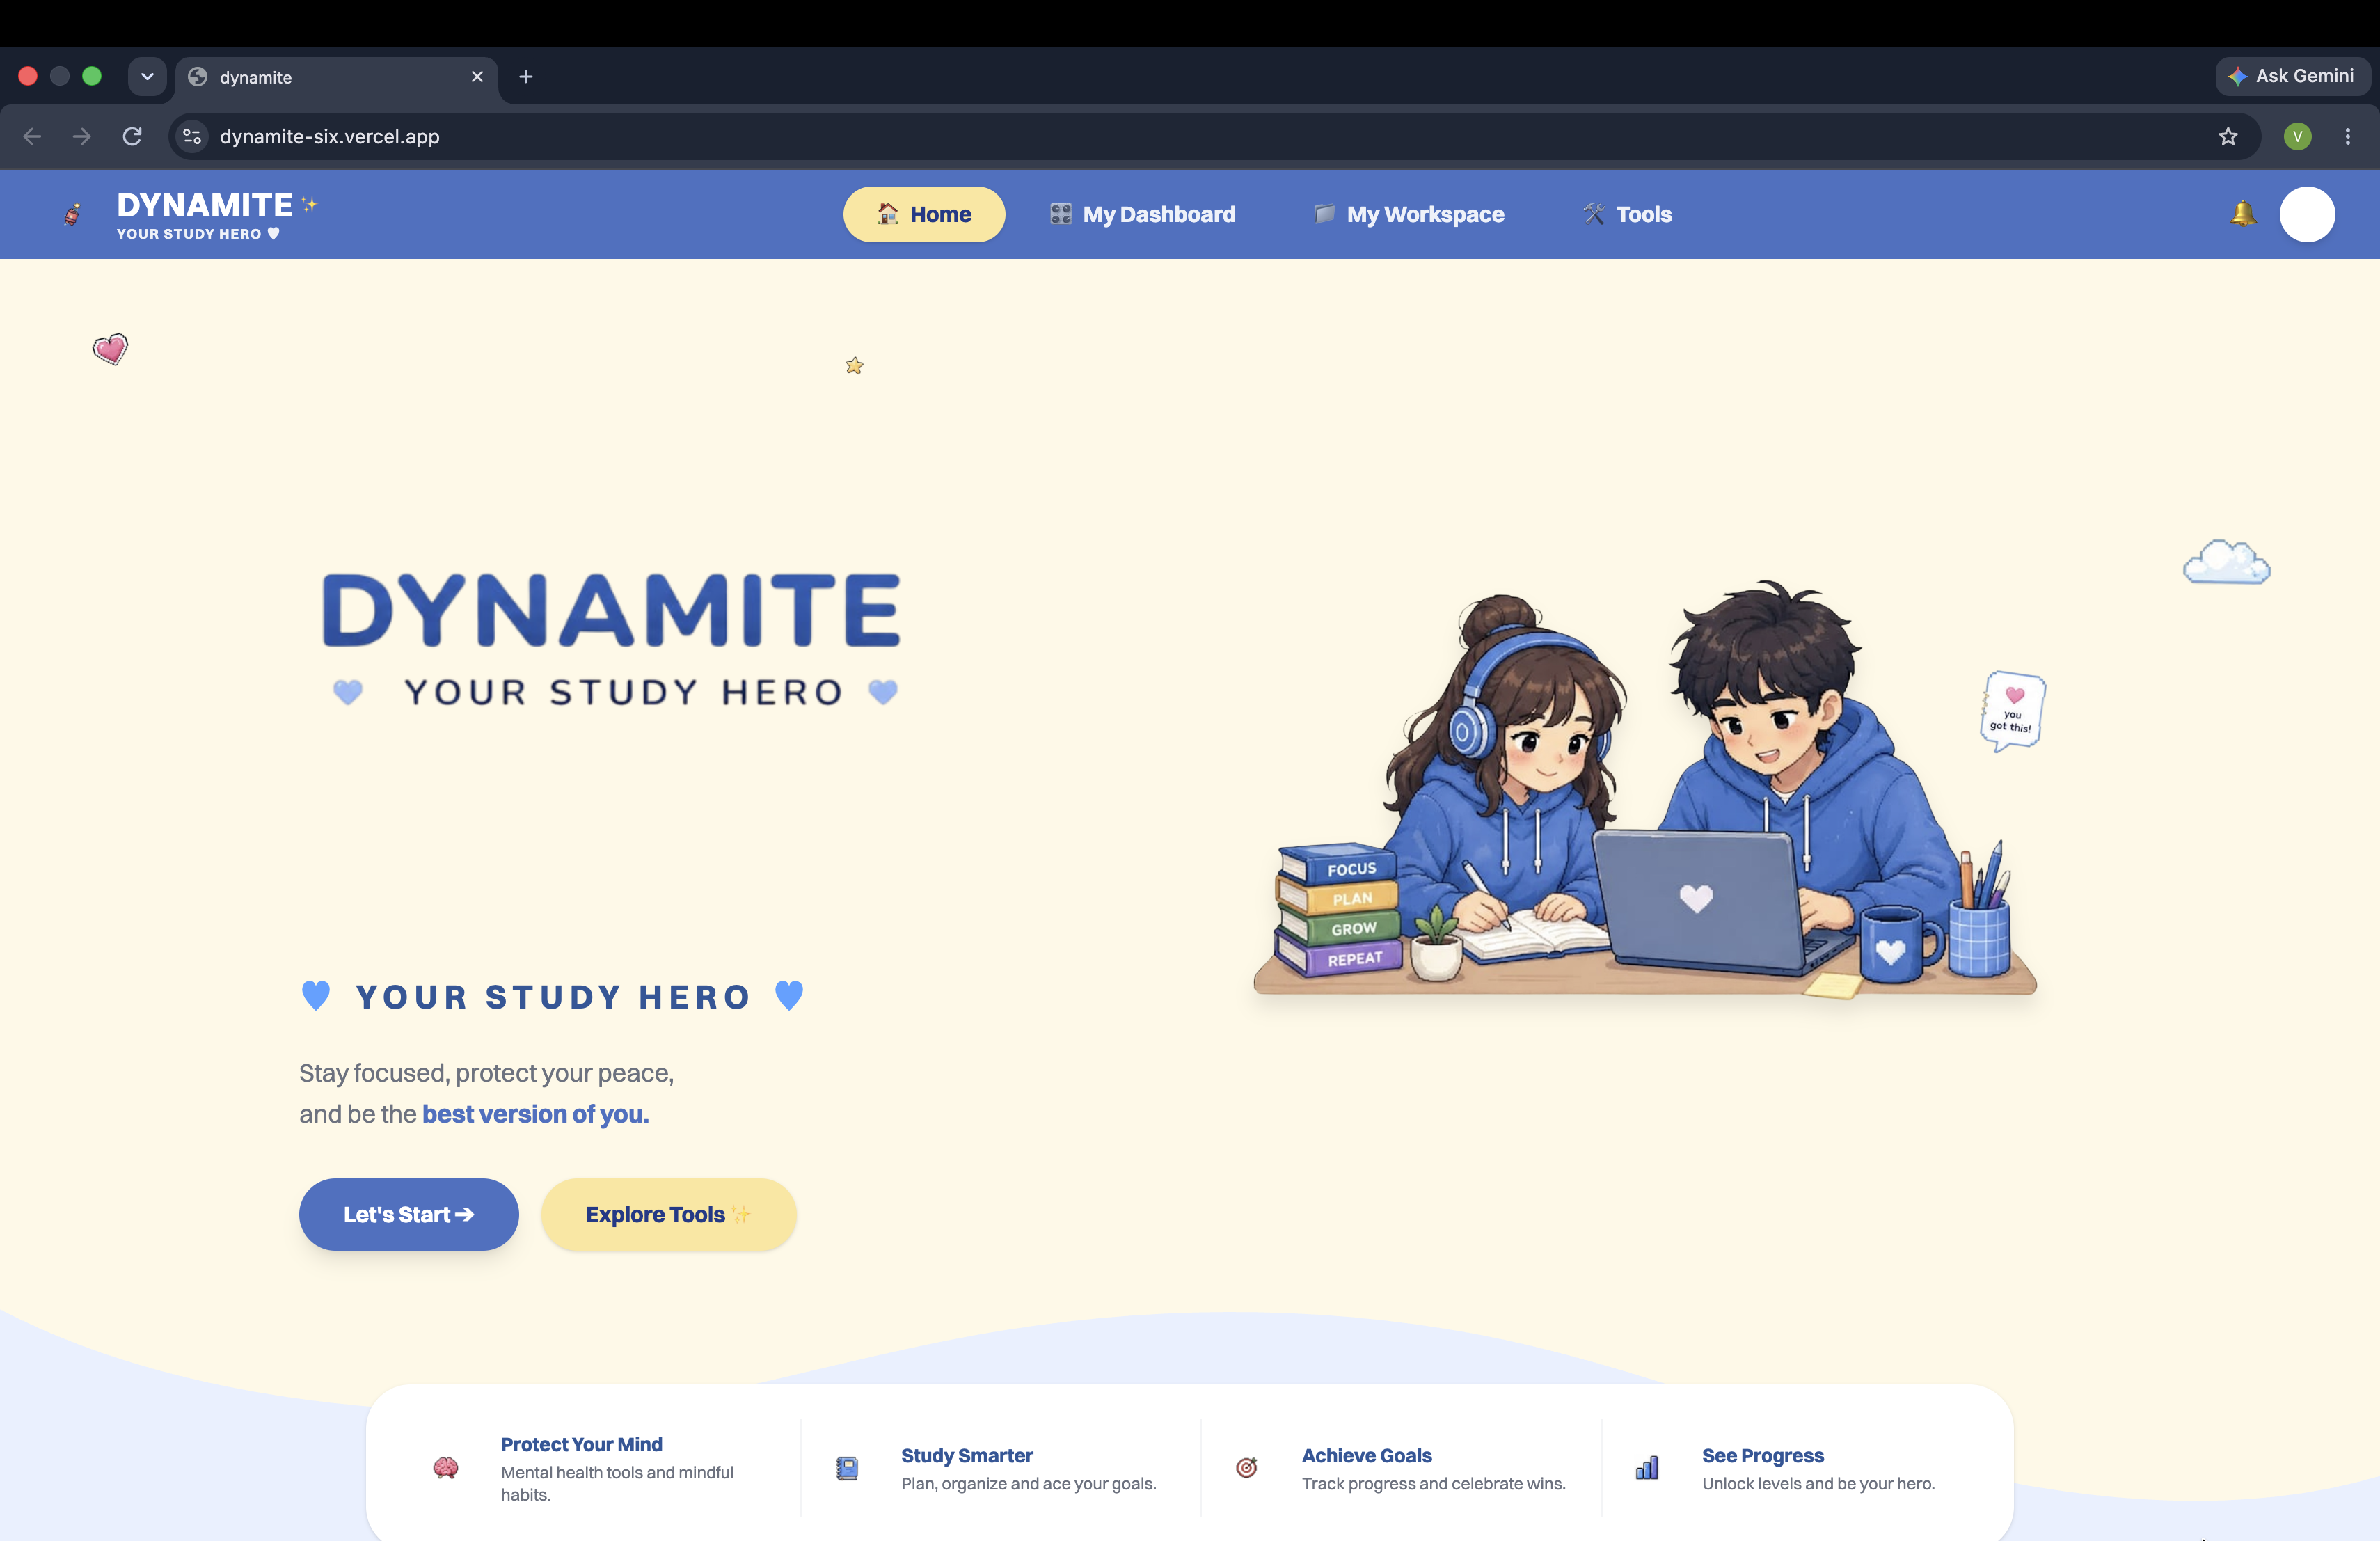 dynamite
Ask Gemini
dynamite-six.vercel.app
V
DYNAMITE
YOUR STUDY HERO
Home
My Dashboard
My Workspace
Tools
DYNAMITE
YOUR STUDY HERO
you
got this!
FOCUS
PLAN
GROW
REPEAT
YOUR STUDY HERO
Stay focused, protect your peace,
and be the best version of you.
Let's Start →
Explore Tools
Protect Your Mind
Mental health tools and mindful
habits.
Study Smarter
Plan, organize and ace your goals.
Achieve Goals
Track progress and celebrate wins.
See Progress
Unlock levels and be your hero.